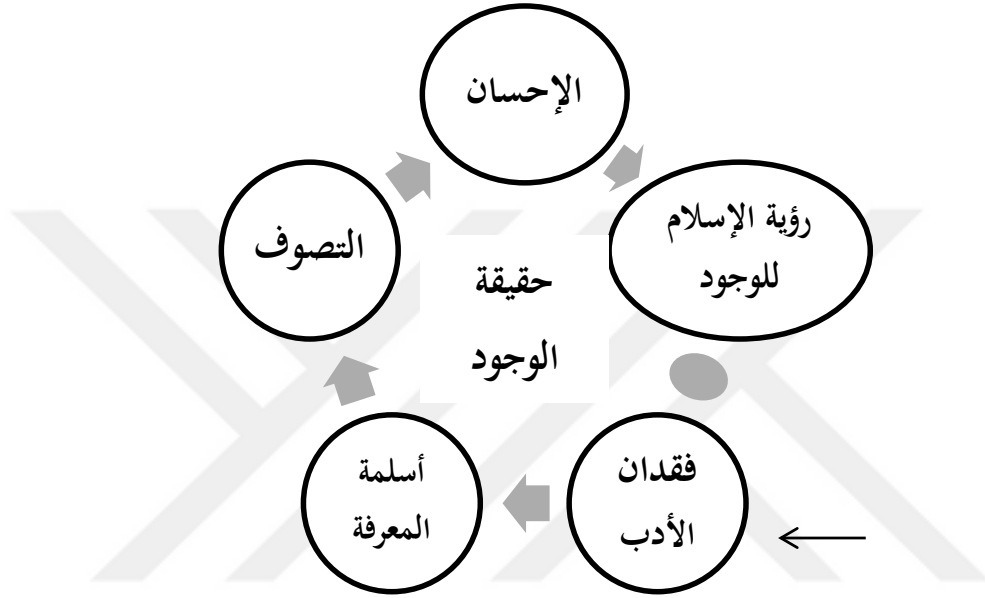 الإحسان
رؤية الإسلام
للوجود
التصوف
حقيقة
الوجود
فقدان
الأدب
أسلمة
المعرفة